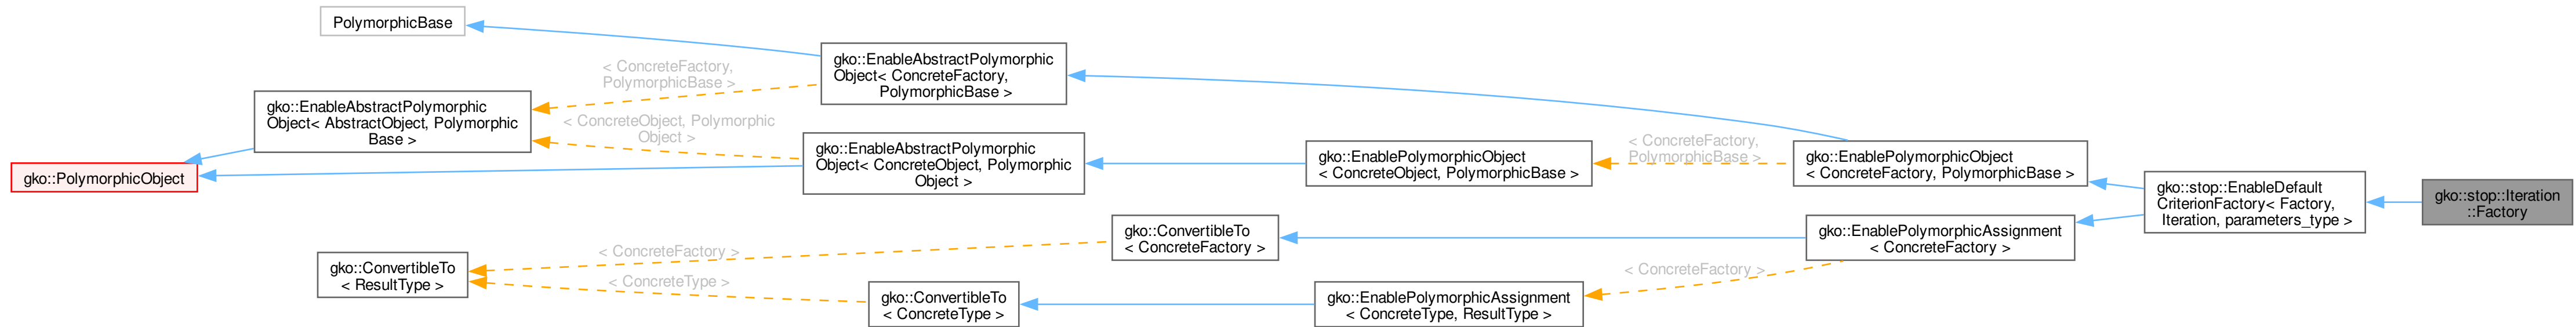 PolymorphicBase
gko::EnableAbstractPolymorphic
Object< ConcreteFactory,
PolymorphicBase >
< ConcreteFactory,
PolymorphicBase >
gko::EnableAbstractPolymorphic
Object< AbstractObject, Polymorphic
Base >
< ConcreteObject, Polymorphic
Object >
gko::PolymorphicObject
gko::EnableAbstractPolymorphic
Object< ConcreteObject, Polymorphic
Object >
gko::EnablePolymorphicObject
< ConcreteObject, PolymorphicBase >
< ConcreteFactory,
PolymorphicBase >
gko::EnablePolymorphicObject
< ConcreteFactory, PolymorphicBase >
gko::stop::EnableDefault
CriterionFactory< Factory,
Iteration, parameters_type >
gko::stop::Iteration
::Factory
gko::ConvertibleTo
< ConcreteFactory >
gko::EnablePolymorphicAssignment
< ConcreteFactory >
< ConcreteFactory >
gko::ConvertibleTo
< ResultType >
< ConcreteType >
gko::ConvertibleTo
< ConcreteType >
gko::EnablePolymorphicAssignment
< ConcreteType, ResultType >
< ConcreteFactory >